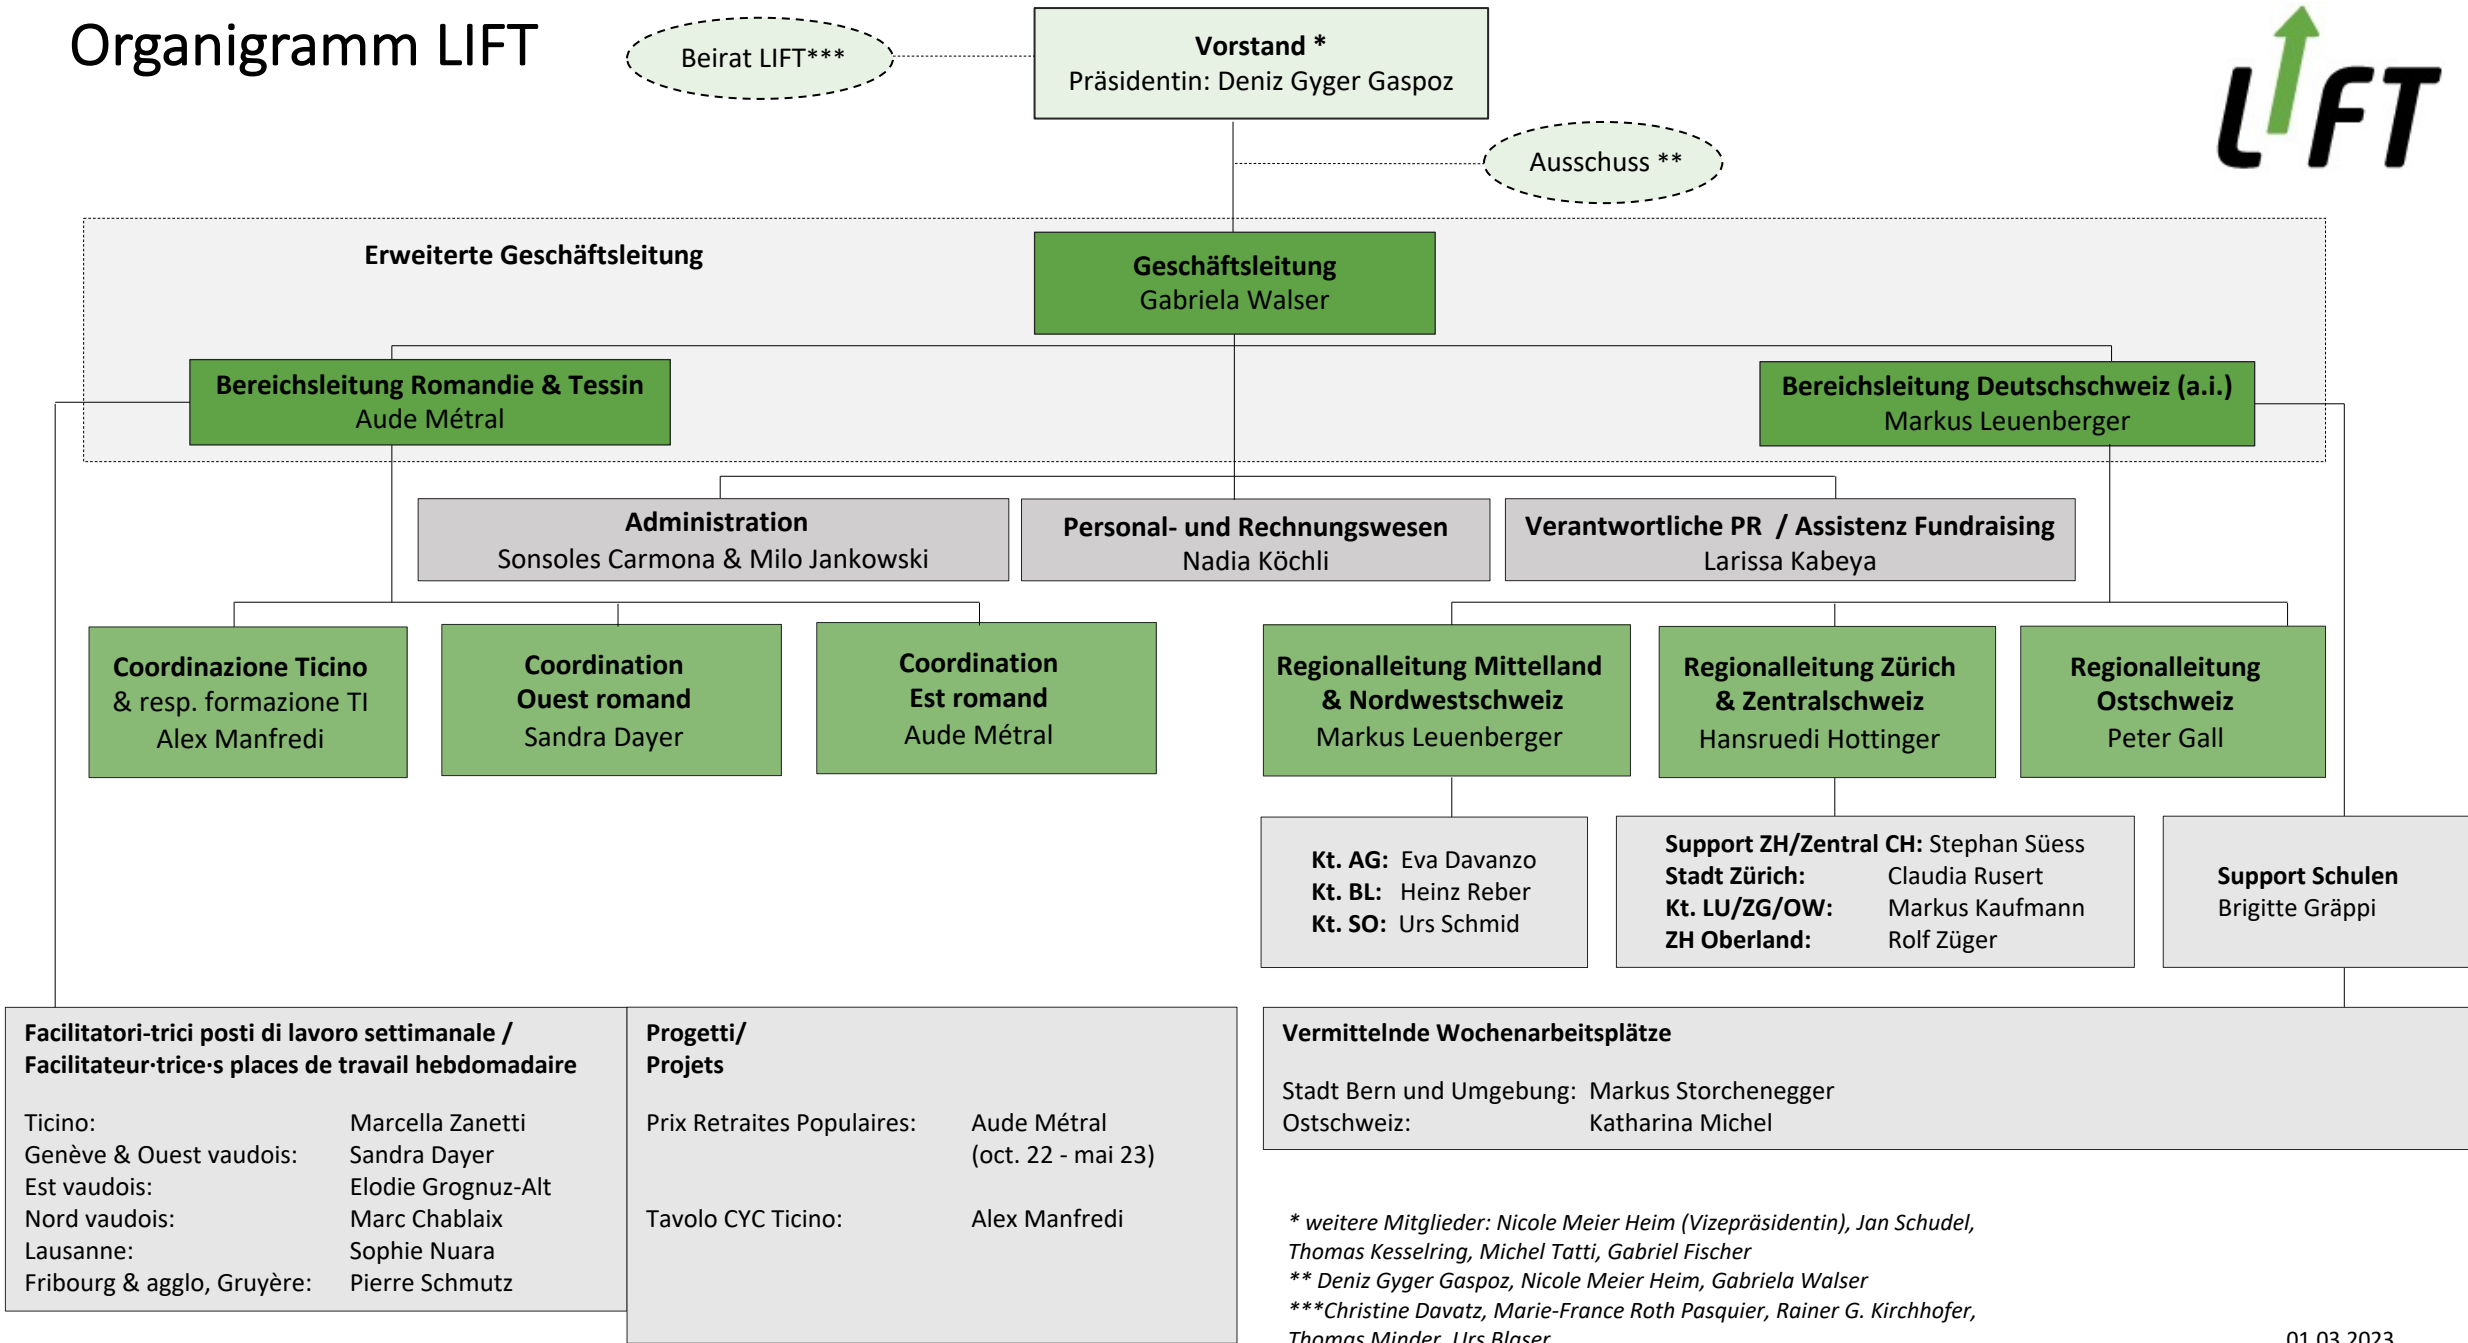 Organigramm LIFT
Beirat LIFT***
Vorstand *
Präsidentin: Deniz Gyger Gaspoz
LIFT
Ausschuss **
Erweiterte Geschäftsleitung
Geschäftsleitung
Gabriela Walser
Bereichsleitung Romandie & Tessin
Aude Métral
Bereichsleitung Deutschschweiz (a.i.)
Markus Leuenberger
Administration
Sonsoles Carmona & Milo Jankowski
Personal- und Rechnungswesen
Nadia Köchli
Verantwortliche PR / Assistenz Fundraising
Larissa Kabeya
Coordinazione Ticino
& resp. formazione TI
Alex Manfredi
Coordination
Ouest romand
Sandra Dayer
Coordination
Est romand
Aude Métral
Regionalleitung Mittelland
& Nordwestschweiz
Markus Leuenberger
Regionalleitung Zürich
& Zentralschweiz
Hansruedi Hottinger
Regionalleitung
Ostschweiz
Peter Gall
Kt. AG: Eva Davanzo
Kt. BL: Heinz Reber
Kt. SO: Urs Schmid
Support ZH/Zentral CH: Stephan Süess
Stadt Zürich: Claudia Rusert
Kt. LU/ZG/OW: Markus Kaufmann
ZH Oberland: Rolf Züger
Support Schulen
Brigitte Gräppi
Facilitatori-trici posti di lavoro settimanale /
Facilitateur·trice·s places de travail hebdomadaire
Ticino: Marcella Zanetti
Genève & Ouest vaudois: Sandra Dayer
Est vaudois: Elodie Grognuz-Alt
Nord vaudois: Marc Chablaix
Lausanne: Sophie Nuara
Fribourg & agglo, Gruyère: Pierre Schmutz
Progetti/
Projets
Prix Retraites Populaires: Aude Métral
(oct. 22 - mai 23)
Tavolo CYC Ticino: Alex Manfredi
Vermittelnde Wochenarbeitsplätze
Stadt Bern und Umgebung: Markus Storchenegger
Ostschweiz: Katharina Michel
* weitere Mitglieder: Nicole Meier Heim (Vizepräsidentin), Jan Schudel,
Thomas Kesselring, Michel Tatti, Gabriel Fischer
** Deniz Gyger Gaspoz, Nicole Meier Heim, Gabriela Walser
***Christine Davatz, Marie-France Roth Pasquier, Rainer G. Kirchhofer,
Thomas Minder, Urs Blaser
01.03.2023